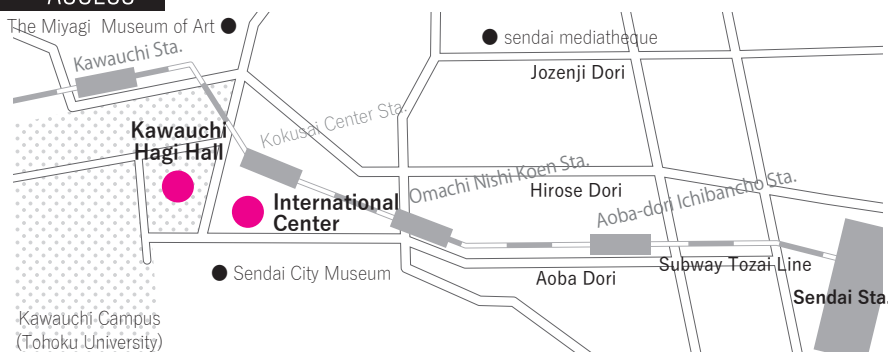 ACCESS
The Miyagi Museum of Art
sendai mediatheque
Kawauchi Sta.
Jozenji Dori
Kawauchi
Hagi Hall
Kokusai Center Sta.
Omachi Nishi Koen Sta.
Hirose Dori
Aoba-dori Ichibancho Sta.
International
Center
Sendai City Museum
Aoba Dori
Subway Tozai Line
Sendai Sta.
Kawauchi Campus
(Tohoku University)